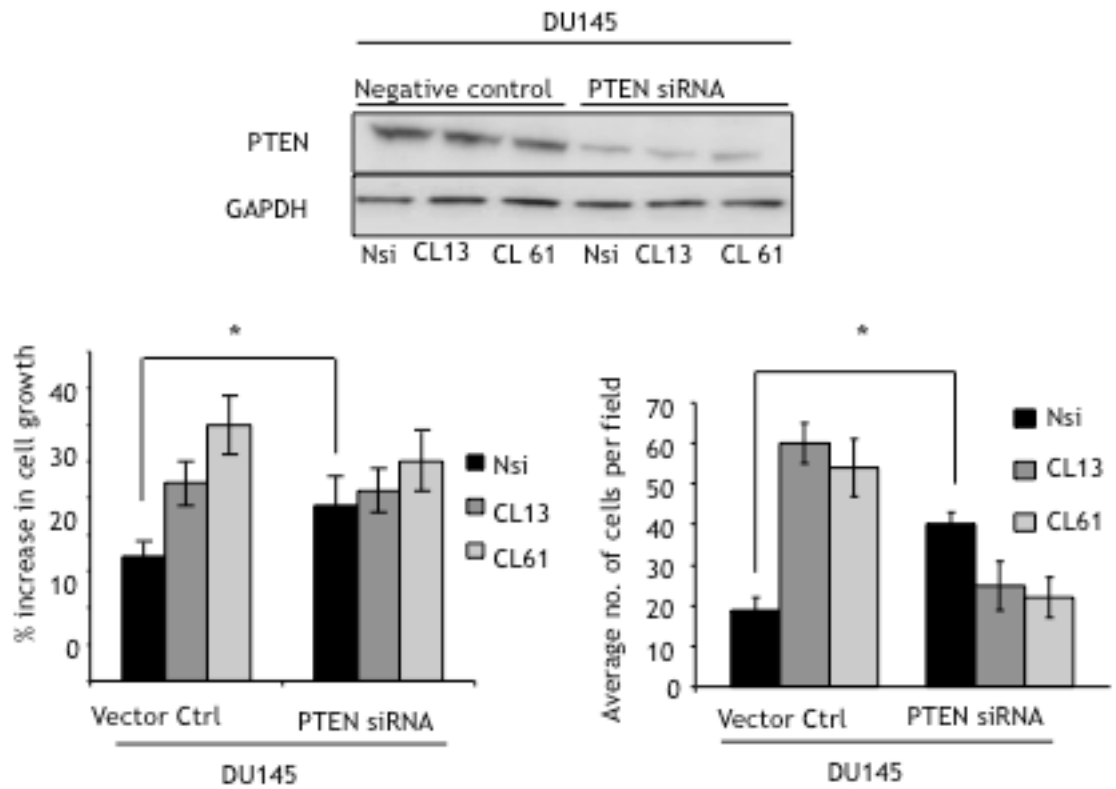 DU145
Negative control PTEN siRNA
PTEN
GAPDH
Nsi CL13 CL 61 Nsi CL13 CL 61
*
% increase in cell growth
40
30
20
10
0
Nsi
CL13
CL61
Vector Ctrl PTEN siRNA
DU145
*
Average no. of cells per field
70
60
50
40
30
20
10
0
Nsi
CL13
CL61
Vector Ctrl PTEN siRNA
DU145